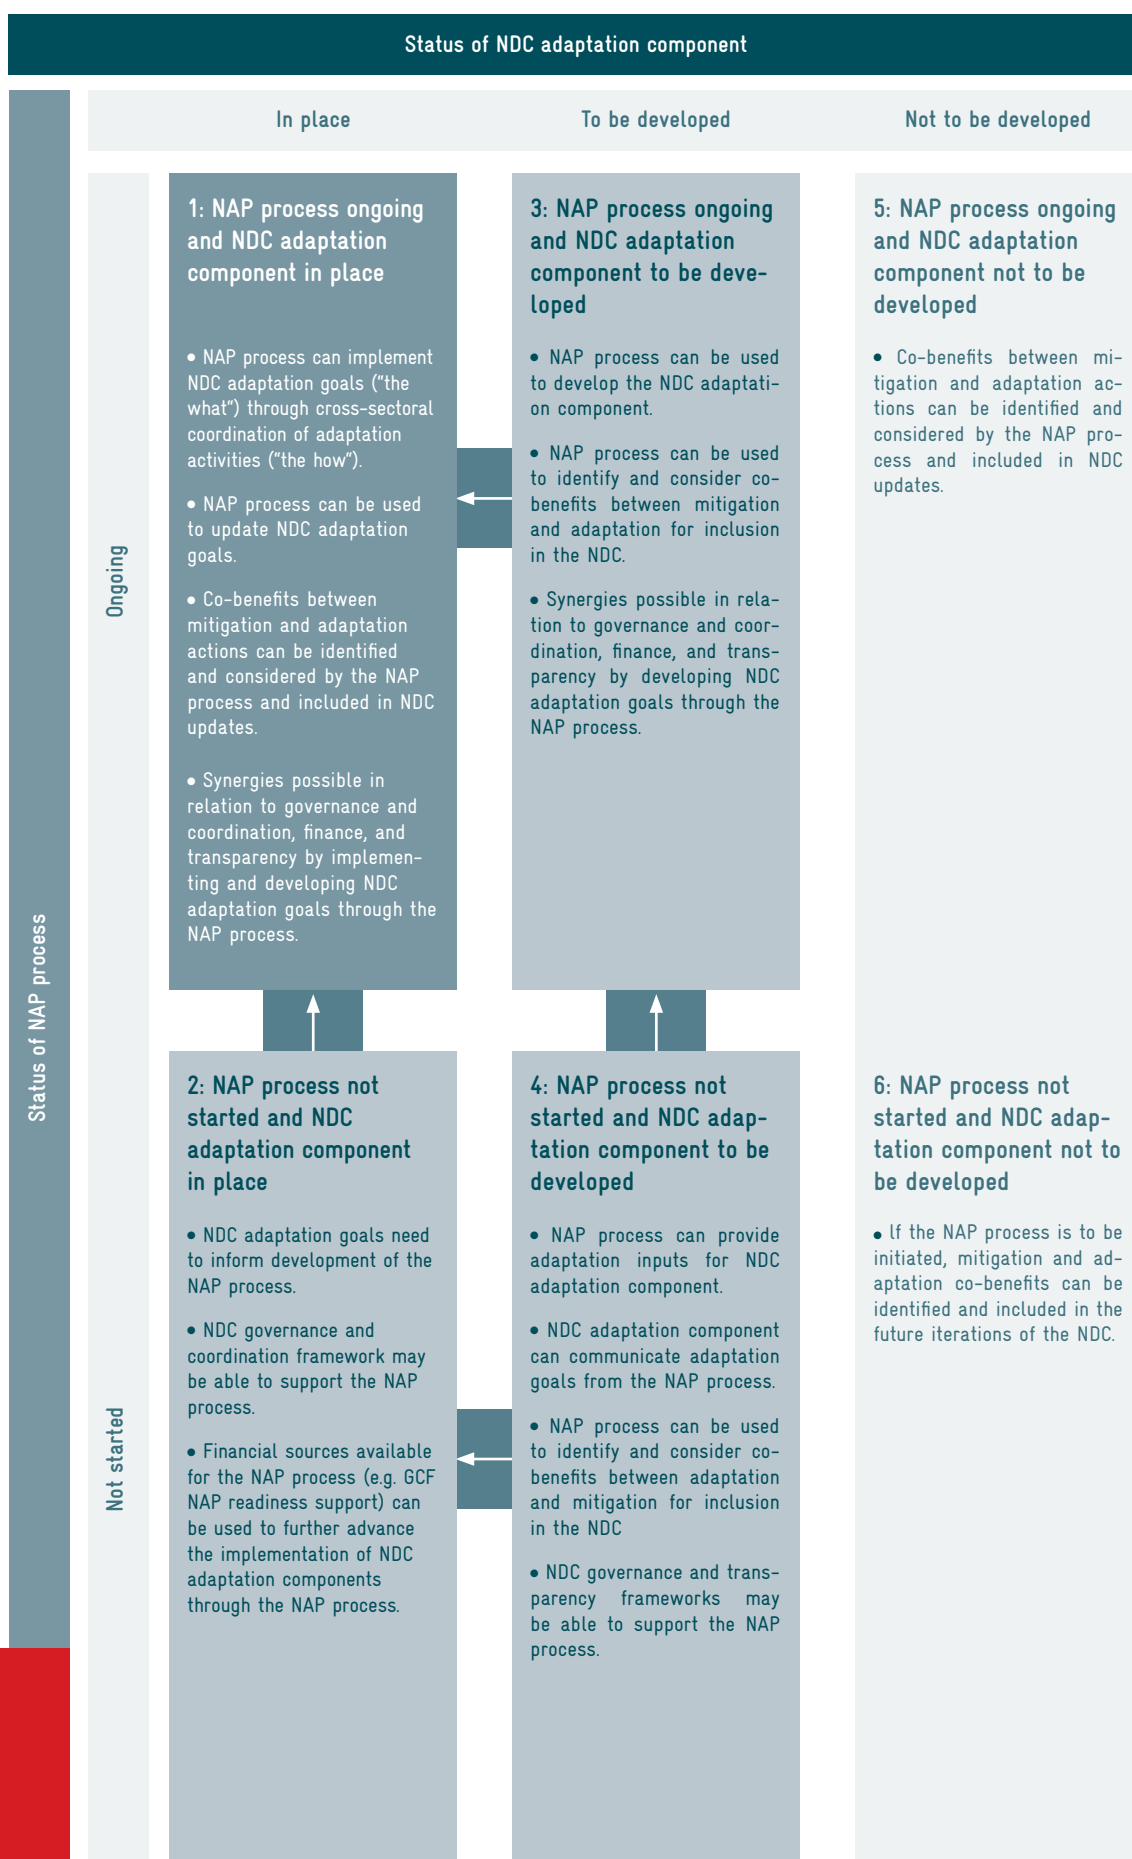 Status of NDC adaptation component
In place
To be developed
Not to be developed
Status of NAP process
Ongoing
1: NAP process ongoing
and NDC adaptation
component in place
• NAP process can implement
NDC adaptation goals (“the
what”) through cross-sectoral
coordination of adaptation
activities (“the how”).
• NAP process can be used
to update NDC adaptation
goals.
• Co-benefits between
mitigation and adaptation
actions can be identified
and considered by the NAP
process and included in NDC
updates.
• Synergies possible in
relation to governance and
coordination, finance, and
transparency by implemen-
ting and developing NDC
adaptation goals through the
NAP process.
3: NAP process ongoing
and NDC adaptation
component to be deve-
loped
• NAP process can be used
to develop the NDC adaptati-
on component.
• NAP process can be used
to identify and consider co-
benefits between mitigation
and adaptation for inclusion
in the NDC.
• Synergies possible in rela-
tion to governance and coor-
dination, finance, and trans-
parency by developing NDC
adaptation goals through the
NAP process.
5: NAP process ongoing
and NDC adaptation
component not to be
developed
• Co-benefits between mi-
tigation and adaptation ac-
tions can be identified and
considered by the NAP pro-
cess and included in NDC
updates.
Not started
2: NAP process not
started and NDC
adaptation component
in place
• NDC adaptation goals need
to inform development of the
NAP process.
• NDC governance and
coordination framework may
be able to support the NAP
process.
• Financial sources available
for the NAP process (e.g. GCF
NAP readiness support) can
be used to further advance
the implementation of NDC
adaptation components
through the NAP process.
4: NAP process not
started and NDC adap-
tation component to be
developed
• NAP process can provide
adaptation inputs for NDC
adaptation component.
• NDC adaptation component
can communicate adaptation
goals from the NAP process.
• NAP process can be used
to identify and consider co-
benefits between adaptation
and mitigation for inclusion
in the NDC
• NDC governance and trans-
parency frameworks may
be able to support the NAP
process.
6: NAP process not
started and NDC adap-
tation component not to
be developed
• If the NAP process is to be
initiated, mitigation and ad-
aptation co-benefits can be
identified and included in the
future iterations of the NDC.